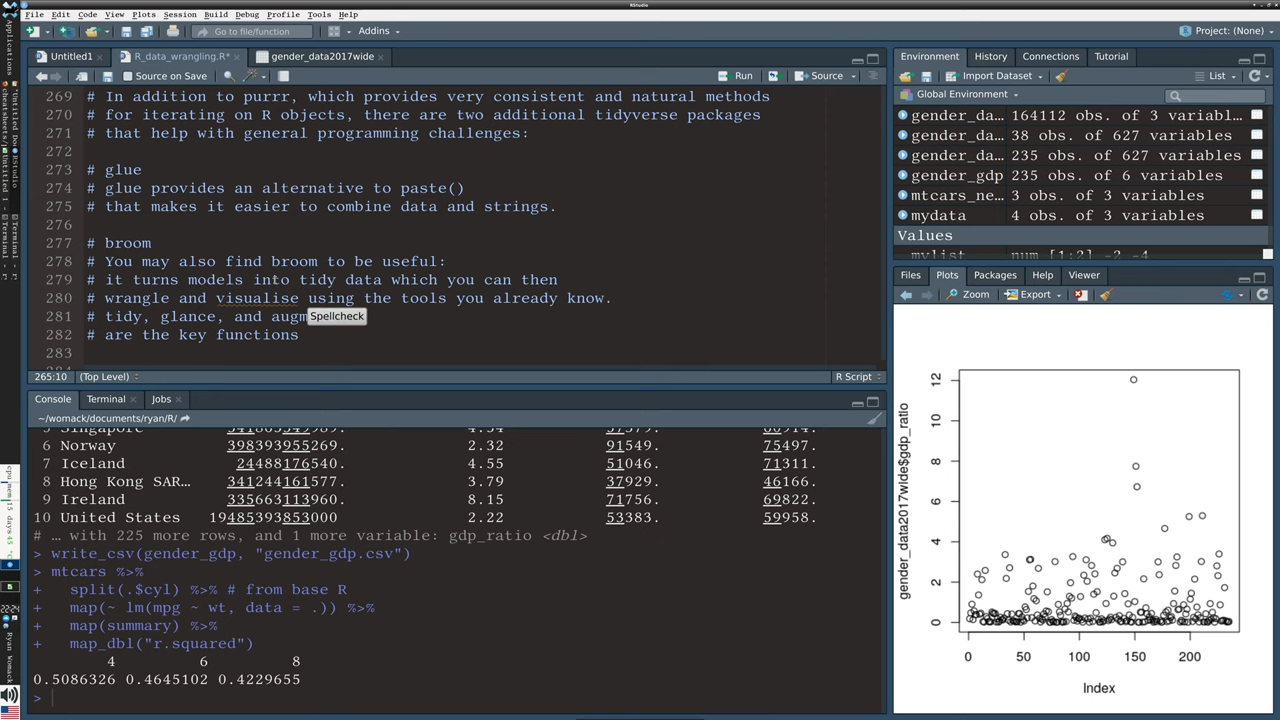 RStudio
File Edit Code View Plots Session Build Debug Profile Tools Help
Go to file/function
Addins
Project: (None)
Untitled1
R_data_wrangling.R*
gender_data2017wide
Source on Save
Run
Source
269 # In addition to purrr, which provides very consistent and natural methods
270 # for iterating on R objects, there are two additional tidyverse packages
271 # that help with general programming challenges:
272
273 # glue
274 # glue provides an alternative to paste()
275 # that makes it easier to combine data and strings.
276
277 # broom
278 # You may also find broom to be useful:
279 # it turns models into tidy data which you can then
280 # wrangle and visualise using the tools you already know.
281 # tidy, glance, and augm
Spellcheck
282 # are the key functions
283
265:10 (Top Level)
R Script
Console Terminal Jobs
~/womack/documents/ryan/R/
6 Norway 398393955269. 2.32 91549. 75497.
7 Iceland 24488176540. 4.55 51046. 71311.
8 Hong Kong SAR… 341244161577. 3.79 37929. 46166.
9 Ireland 335663113960. 8.15 71756. 69822.
10 United States 19485393853000 2.22 53383. 59958.
# … with 225 more rows, and 1 more variable: gdp_ratio <dbl>
> write_csv(gender_gdp, "gender_gdp.csv")
> mtcars %>%
+ split(.$cyl) %>% # from base R
+ map(~ lm(mpg ~ wt, data = .)) %>%
+ map(summary) %>%
+ map_dbl("r.squared")
4 6 8
0.5086326 0.4645102 0.4229655
>
Environment History Connections Tutorial
Import Dataset
List
Global Environment
gender_da… 164112 obs. of 3 variabl…
gender_da… 38 obs. of 627 variables
gender_da… 235 obs. of 627 variables
gender_gdp 235 obs. of 6 variables
mtcars_ne… 3 obs. of 3 variables
mydata 4 obs. of 3 variables
Values
mylist num [1:2] -2 -4
Files Plots Packages Help Viewer
Zoom Export
gender_data2017wide$gdp_ratio
12
10
8
6
4
2
0
0 50 100 150 200
Index
Applications
Ryan Womack